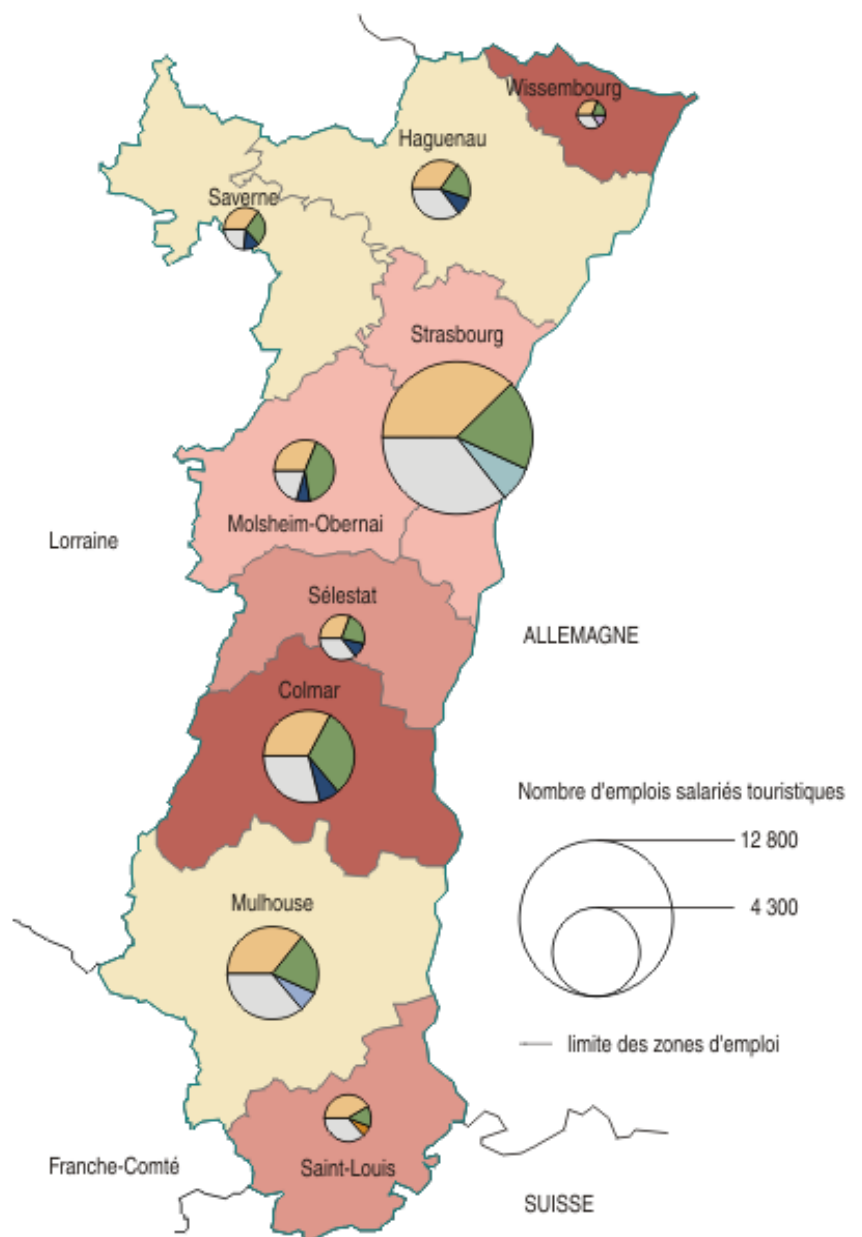 Wissembourg
Haguenau
Saverne
Strasbourg
Molsheim-Obernai
Lorraine
Sélestat
ALLEMAGNE
Colmar
Nombre d'emplois salariés touristiques
12 800
4 300
Mulhouse
limite des zones d'emploi
Franche-Comté
Saint-Louis
SUISSE